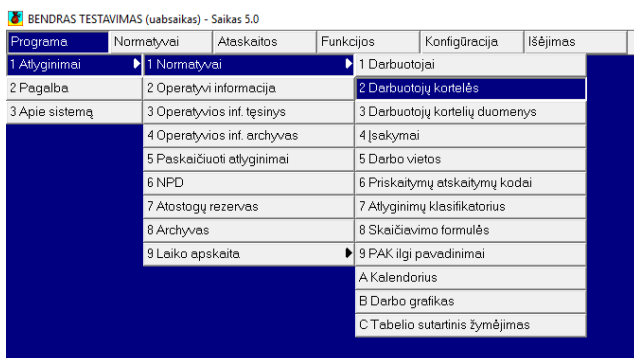 BENDRAS TESTAVIMAS (uabsaikas) - Saikas 5.0
Programa Normatyvai Ataskaitos Funkcijos Konfigūracija Išėjimas
1 Atlyginimai
2 Pagalba
3 Apie sistemą
1 Normatyvai
2 Operatyvi informacija
3 Operatyvios inf. tęsinys
4 Operatyvios inf. archyvas
5 Paskaičiuoti atlyginimai
6 NPD
7 Atostogų rezervas
8 Archyvas
9 Laiko apskaita
1 Darbuotojai
2 Darbuotojų kortelės
3 Darbuotojų kortelių duomenys
4 Įsakymai
5 Darbo vietos
6 Priskaitymų atskaitymų kodai
7 Atlyginimų klasifikatorius
8 Skaičiavimo formulės
9 PAK ilgi pavadinimai
A Kalendorius
B Darbo grafikas
C Tabelio sutartinis žymėjimas